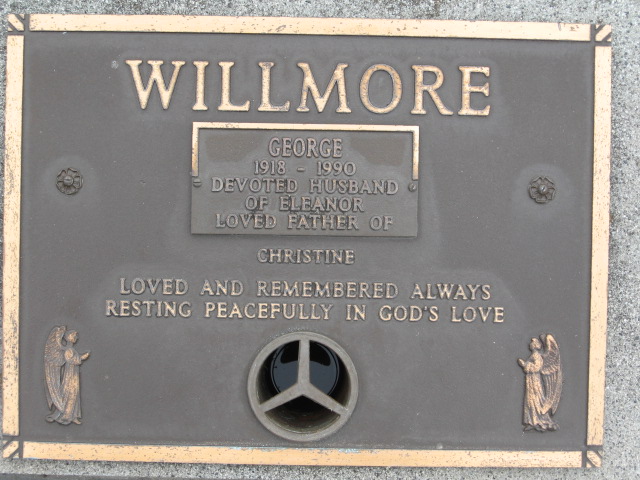 WILLMORE
GEORGE
1918 - 1990
DEVOTED HUSBAND
OF ELEANOR
LOVED FATHER OF
CHRISTINE
LOVED AND REMEMBERED ALWAYS
RESTING PEACEFULLY IN GOD'S LOVE